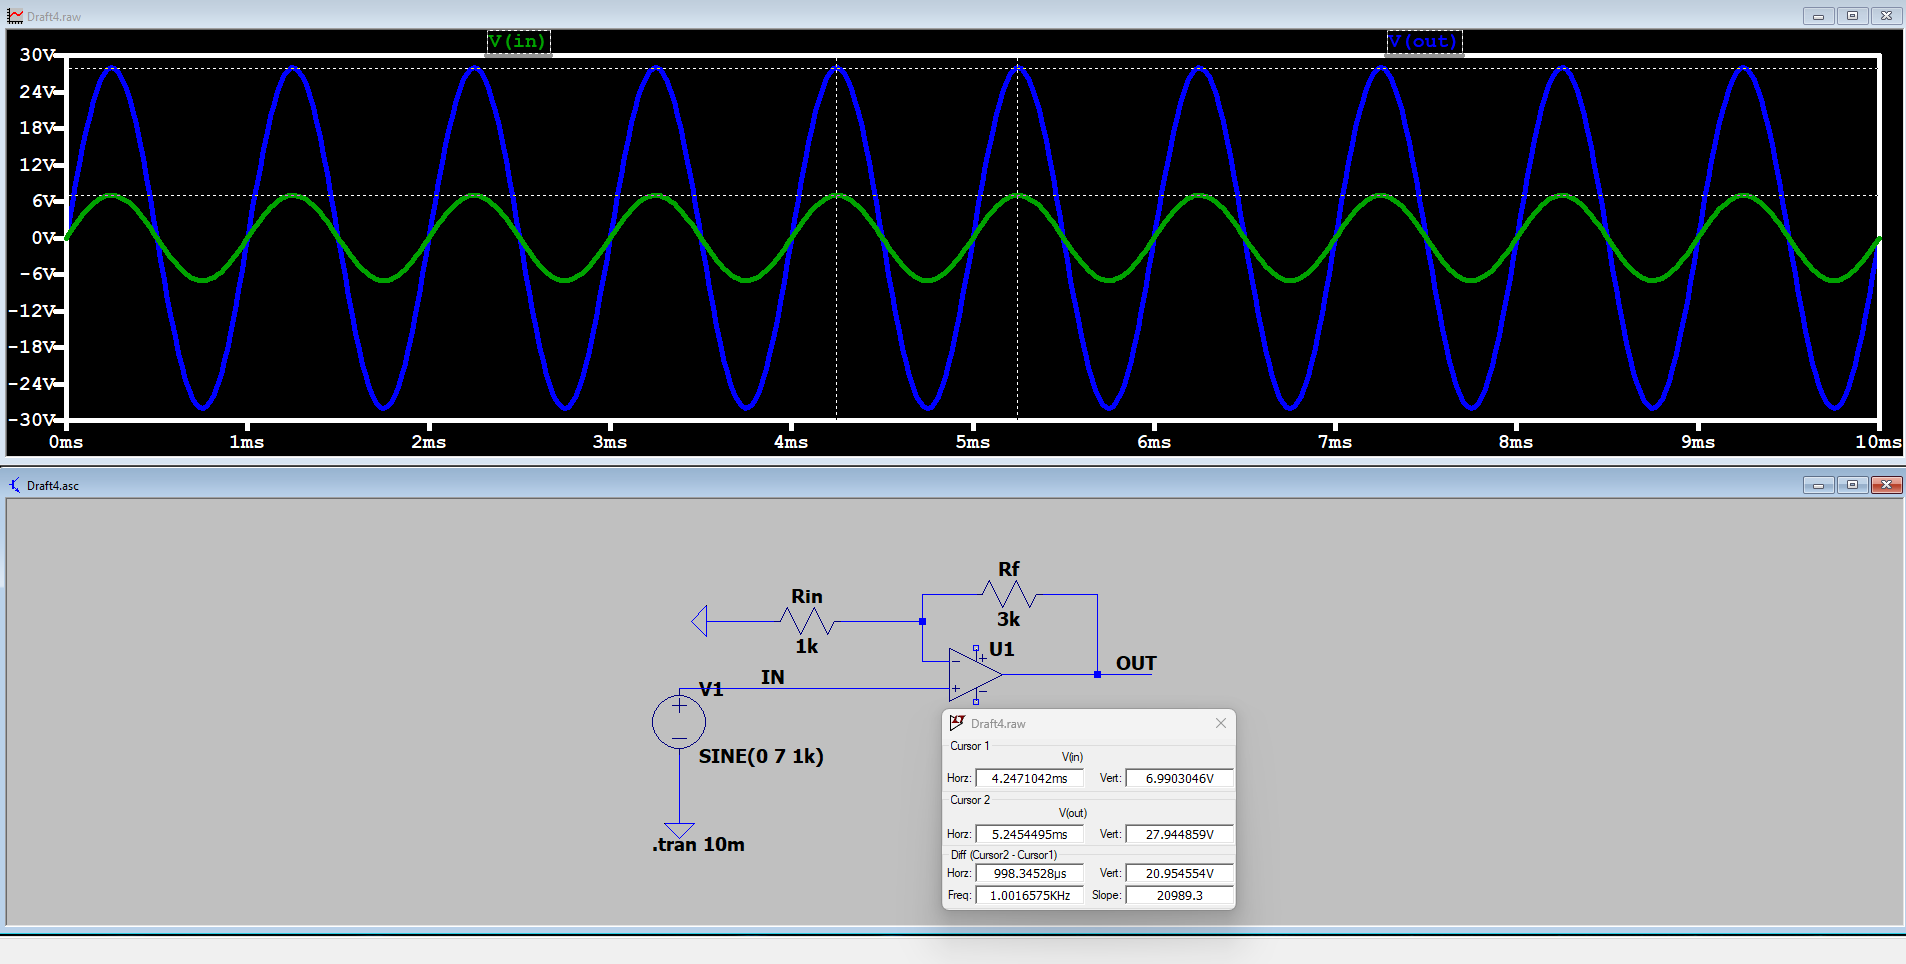 Draft4.raw
V(in) V(out)
30V
24V
18V
12V
6V
0V
-6V
-12V
-18V
-24V
-30V
0ms 1ms 2ms 3ms 4ms 5ms 6ms 7ms 8ms 9ms 10ms
Draft4.asc
Rf
3k
Rin
1k
U1
OUT
IN
V1
SINE(0 7 1k)
.tran 10m
Draft4.raw
Cursor 1
V(in)
Horz: 4.2471042ms Vert: 6.9903046V
Cursor 2
V(out)
Horz: 5.2454495ms Vert: 27.944859V
Diff (Cursor2 - Cursor1)
Horz: 998.34528µs Vert: 20.954554V
Freq: 1.0016575KHz Slope: 20989.3